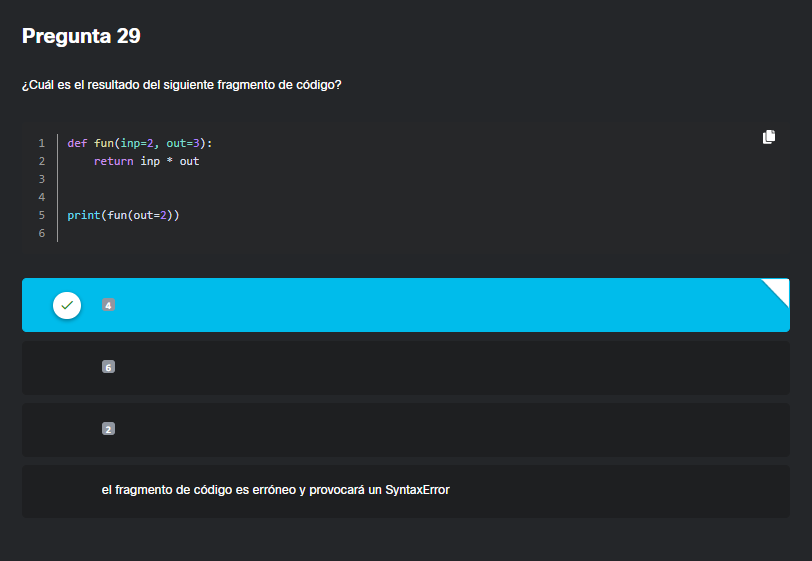 Pregunta 29
¿Cuál es el resultado del siguiente fragmento de código?
1 def fun(inp=2, out=3):
2     return inp * out
3
4
5 print(fun(out=2))
6
4
6
2
el fragmento de código es erróneo y provocará un SyntaxError